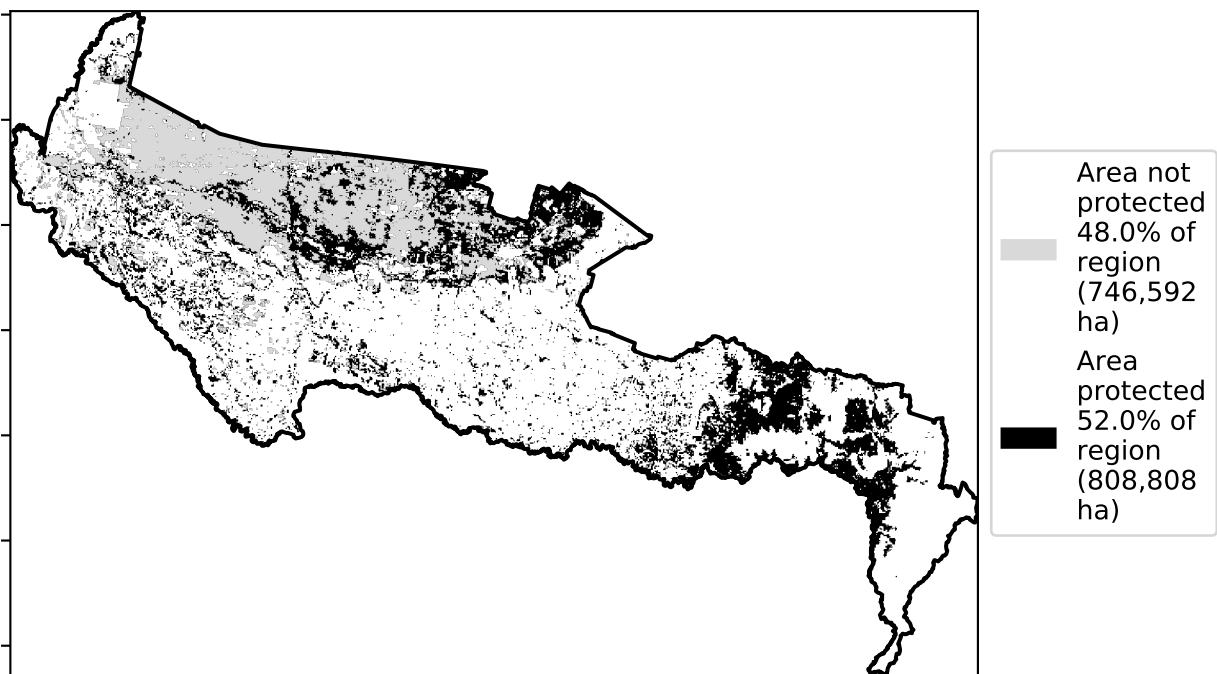 Area not
protected
48.0% of
region
(746,592
ha)
Area
protected
52.0% of
region
(808,808
ha)